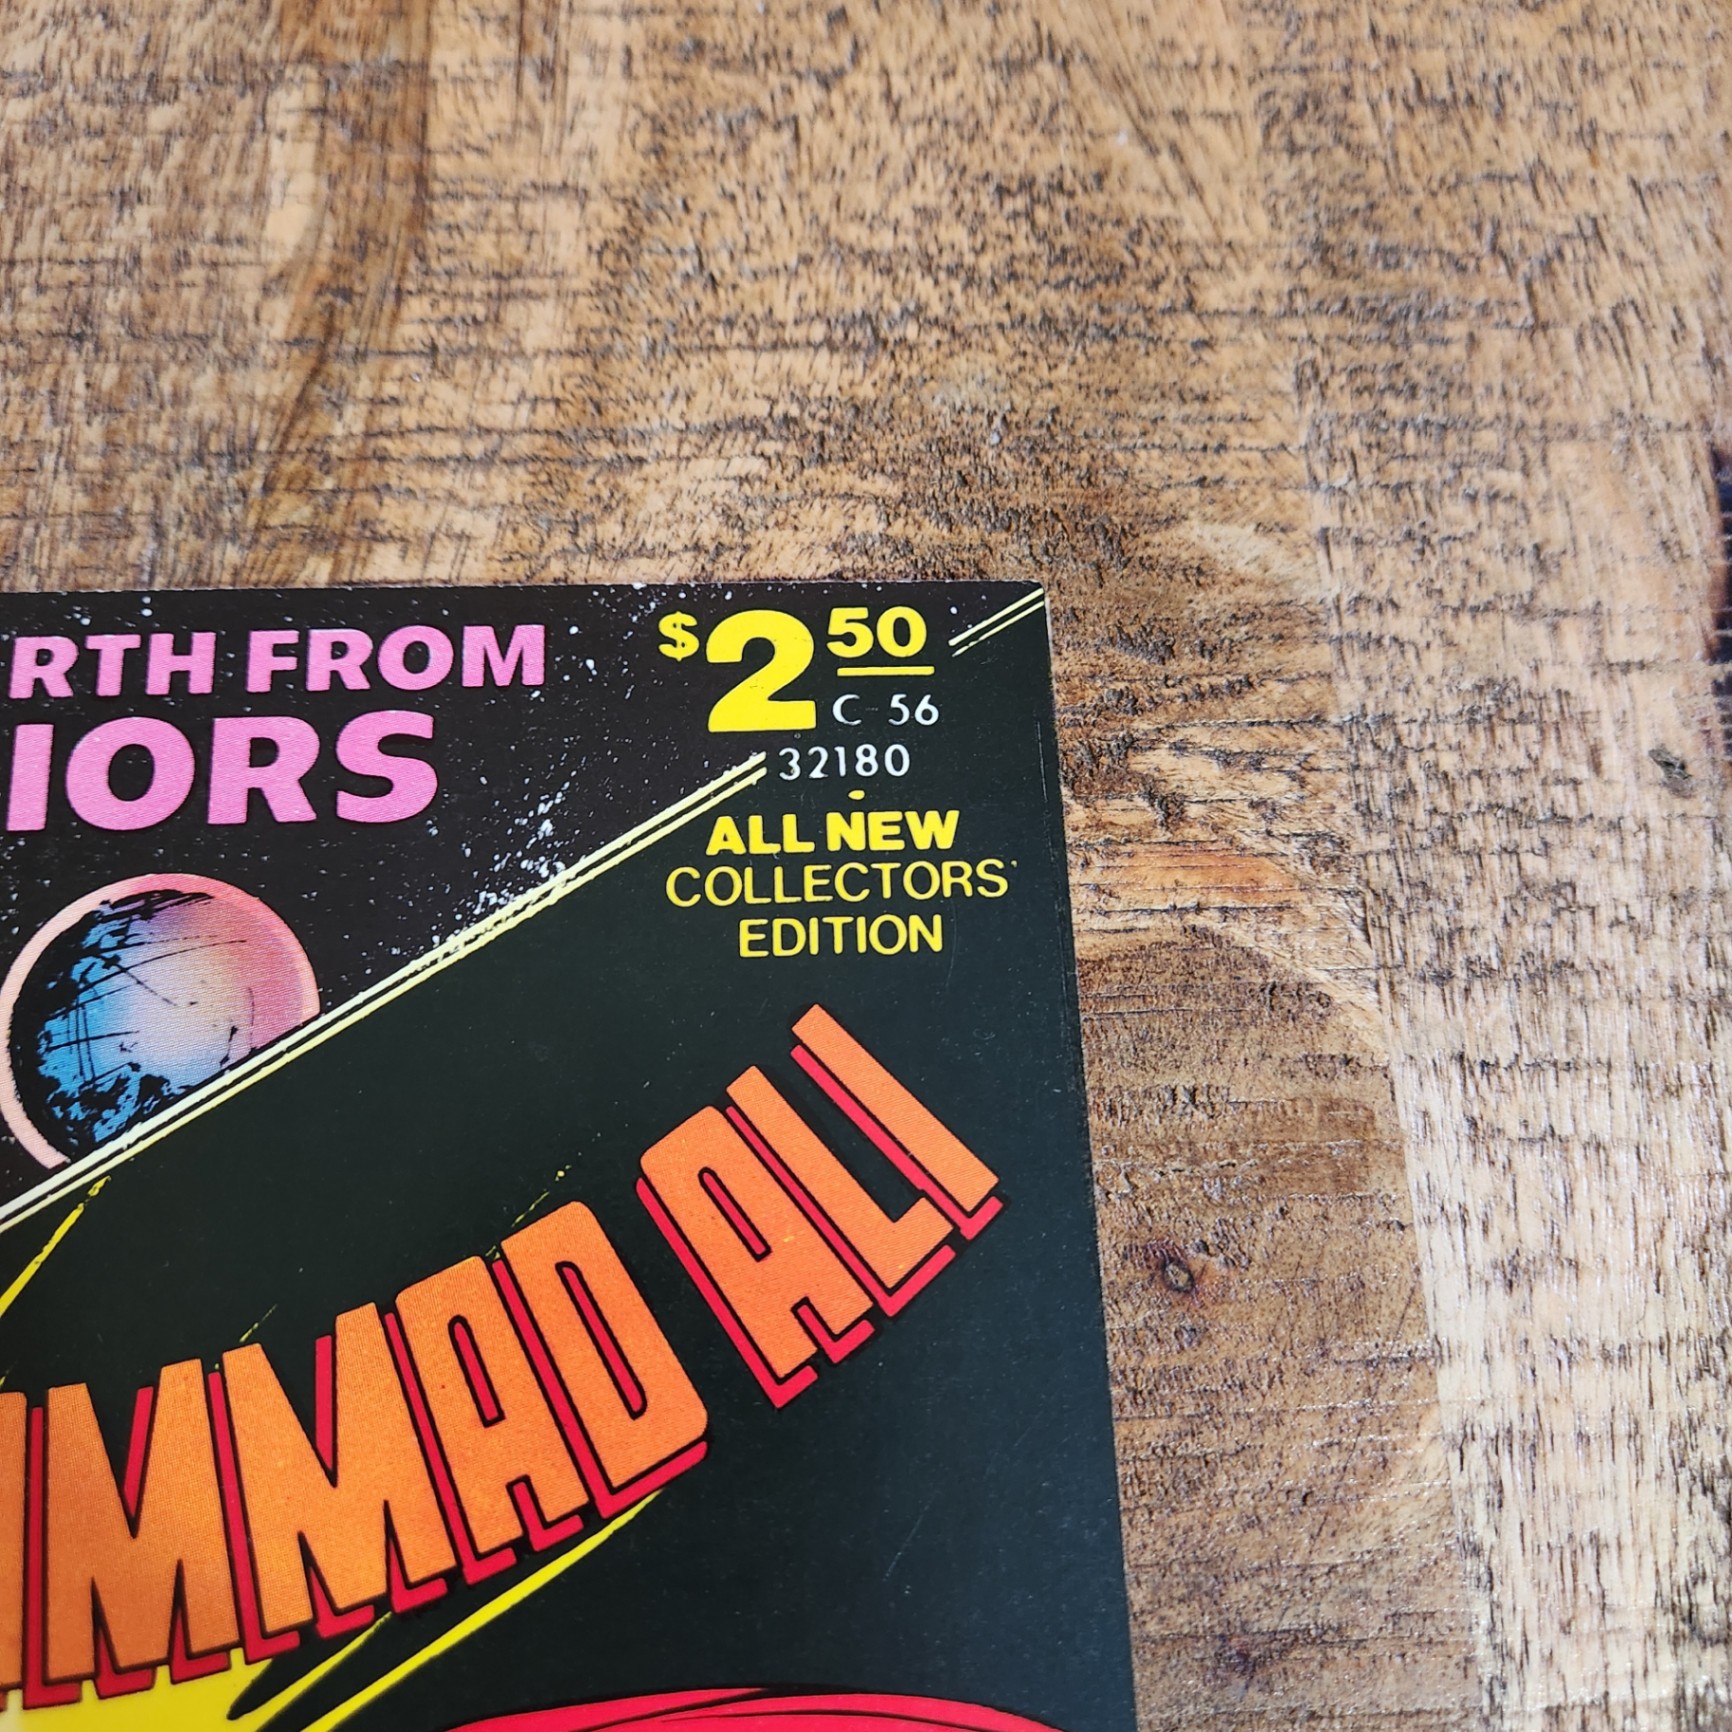 RTH FROM
IORS
$2 50
C-56
32180
ALL NEW
COLLECTORS'
EDITION
MMAD ALI